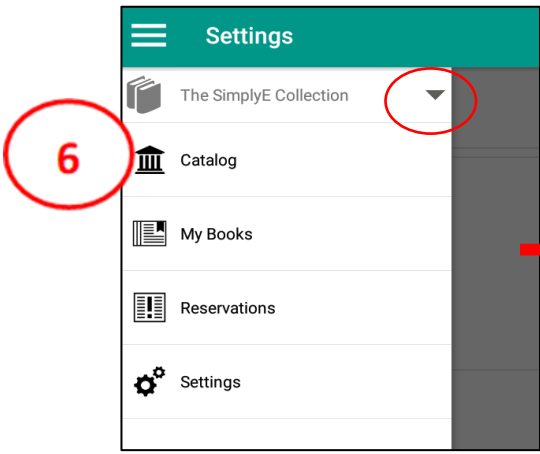 Settings
The SimplyE Collection
6
Catalog
My Books
Reservations
Settings